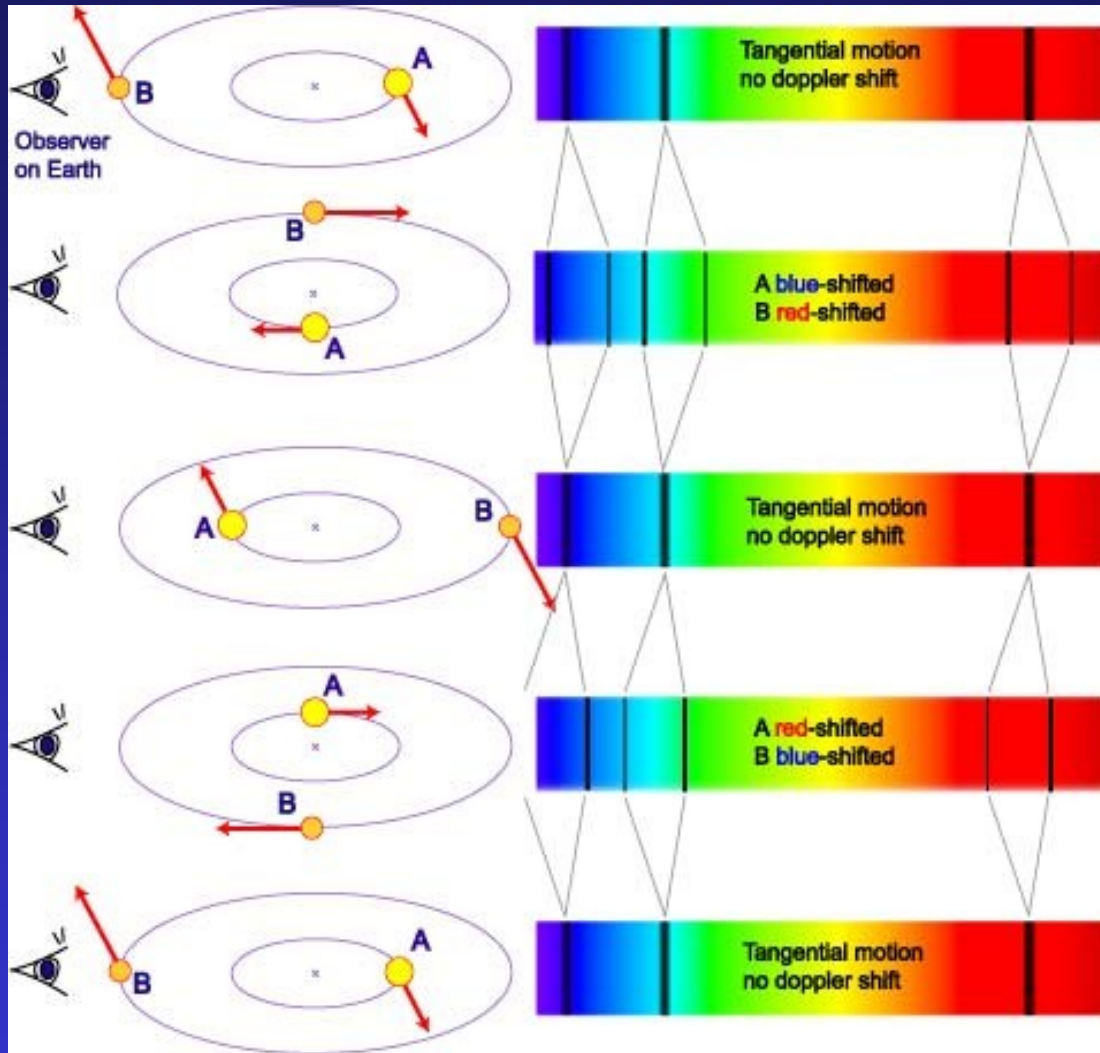 A
Tangential motion
no doppler shift
B
Observer
on Earth
B
A blue-shifted
B red-shifted
A
B
Tangential motion
no doppler shift
A
A
A red-shifted
B blue-shifted
B
A
Tangential motion
no doppler shift
B